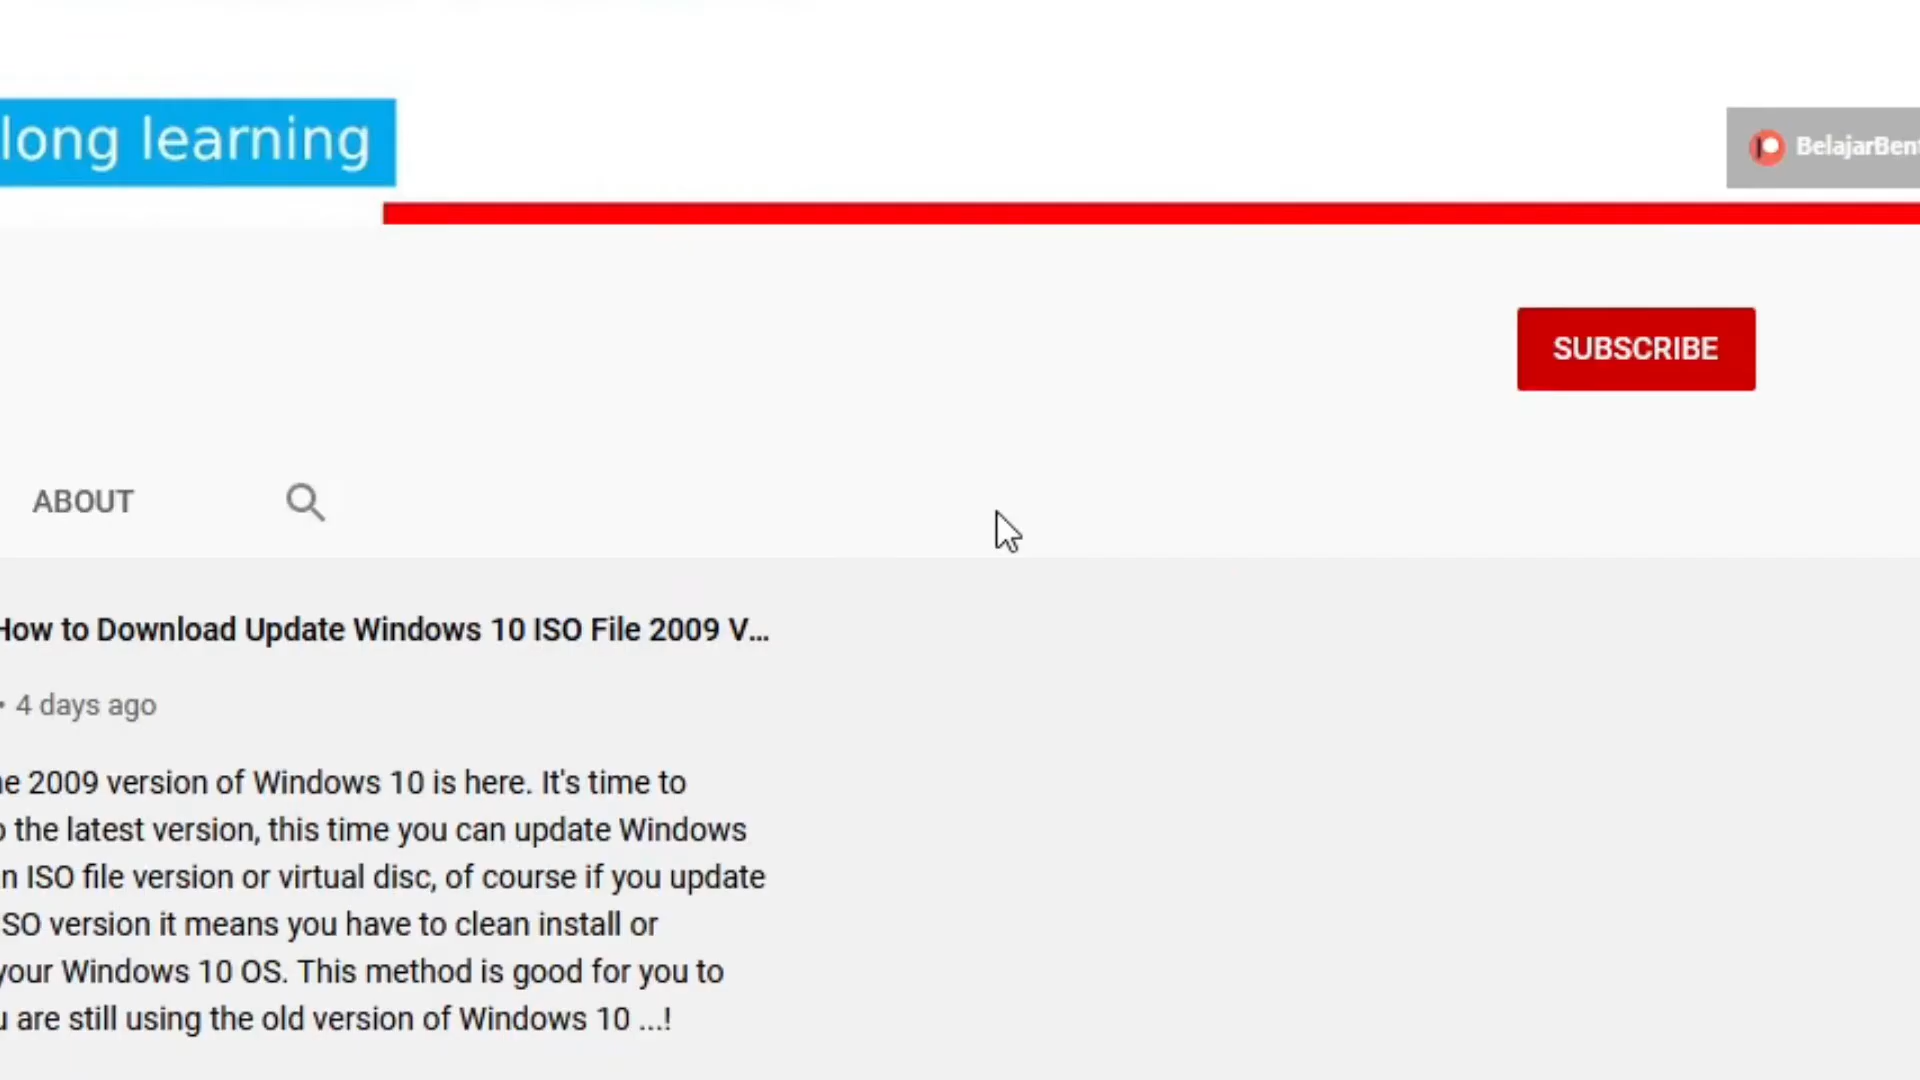 long learning
BelajarBent
SUBSCRIBE
ABOUT
How to Download Update Windows 10 ISO File 2009 V...
• 4 days ago
2009 version of Windows 10 is here. It's time to
the latest version, this time you can update Windows
ISO file version or virtual disc, of course if you update
ISO version it means you have to clean install or
your Windows 10 OS. This method is good for you to
are still using the old version of Windows 10 ...!